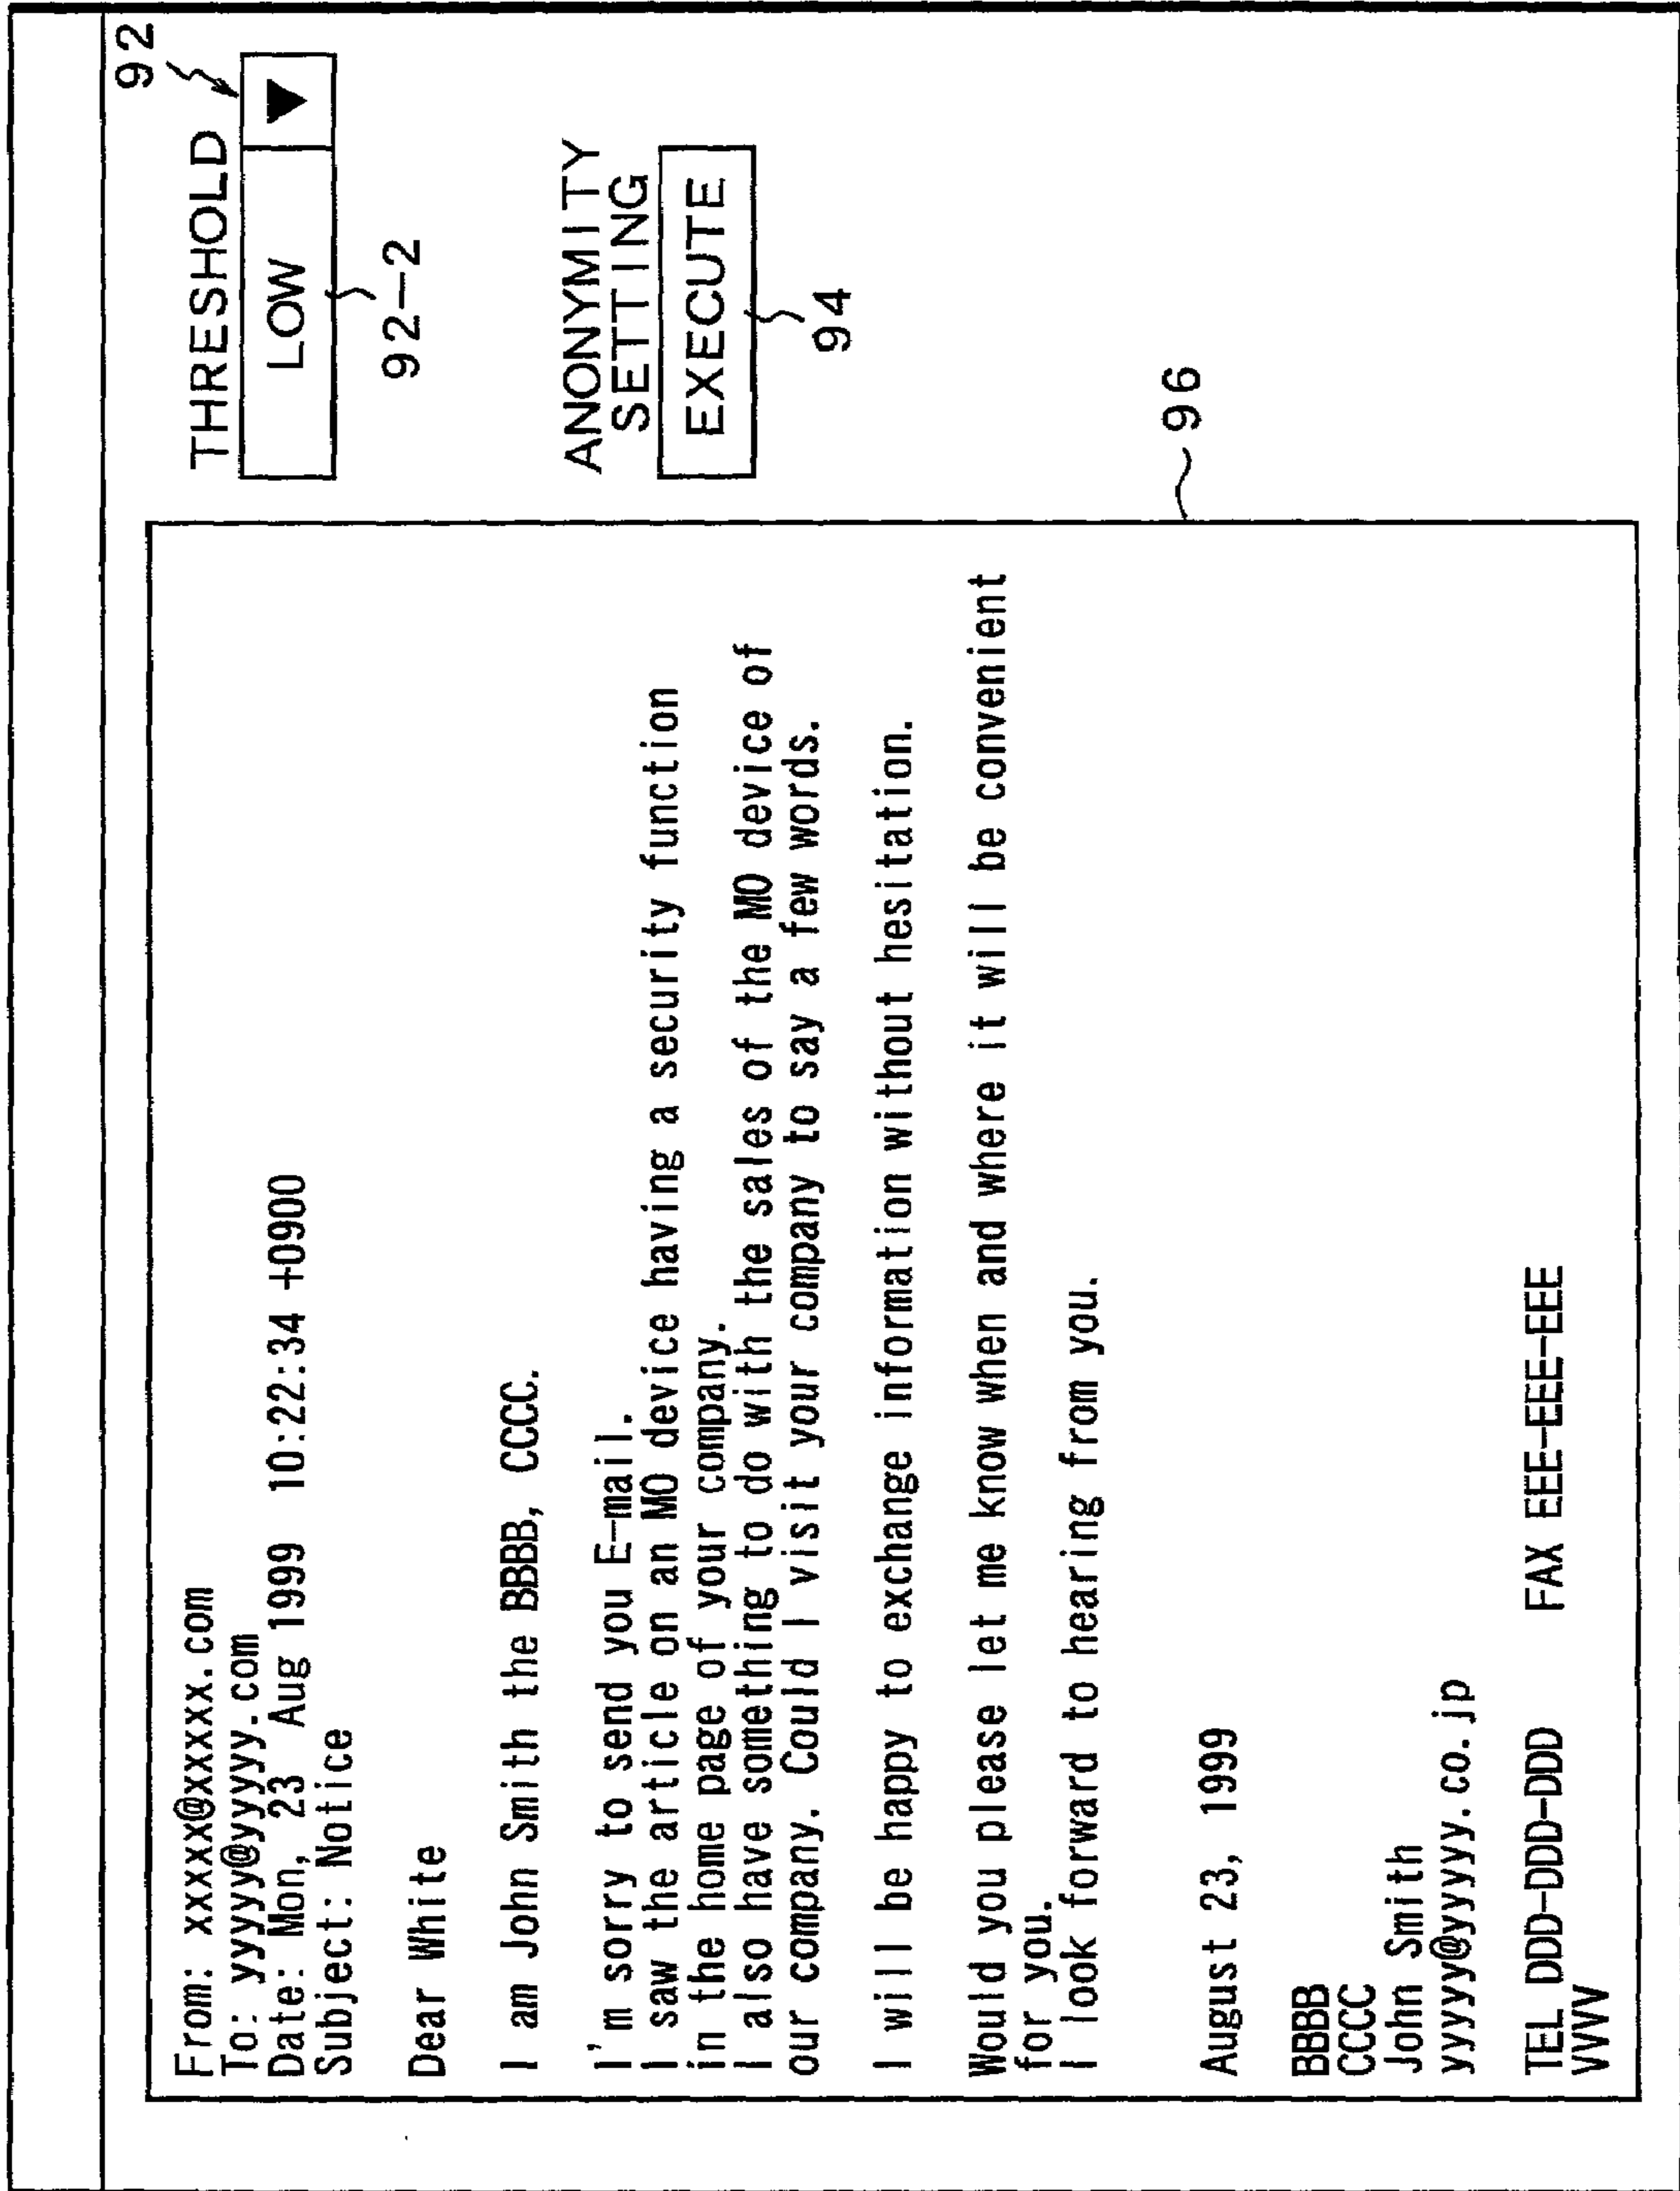 From: xxxxx@xxxxx.com
To: yyyyy@yyyyy.com
Date: Mon, 23 Aug 1999 10:22:34 +0900
Subject: Notice
Dear White
I am John Smith the BBBB, CCCC.
I'm sorry to send you E-mail.
I saw the article on an MO device having a security function
in the home page of your company.
I also have something to do with the sales of the MO device of
our company. Could I visit your company to say a few words.
I will be happy to exchange information without hesitation.
Would you please let me know when and where it will be convenient
for you.
I look forward to hearing from you.
August 23, 1999
BBBB
CCCC
John Smith
yyyyy@yyyyy.co.jp
TEL DDD-DDD-DDD FAX EEE-EEE-EEE
VVVV
96
THRESHOLD
92
LOW ▼
92-2
ANONYMITY
SETTING
EXECUTE
94